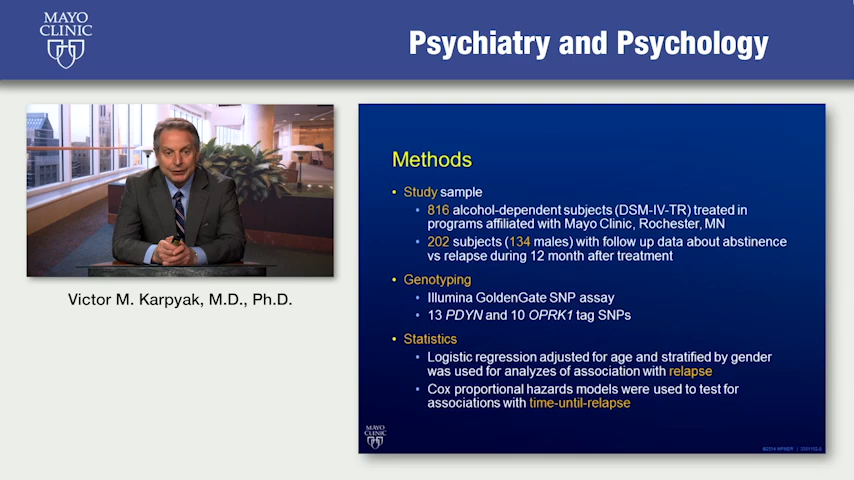 MAYO
CLINIC
Psychiatry and Psychology
Methods
• Study sample
• 816 alcohol-dependent subjects (DSM-IV-TR) treated in
programs affiliated with Mayo Clinic, Rochester, MN
• 202 subjects (134 males) with follow up data about abstinence
vs relapse during 12 month after treatment
• Genotyping
• Illumina GoldenGate SNP assay
• 13 PDYN and 10 OPRK1 tag SNPs
• Statistics
• Logistic regression adjusted for age and stratified by gender
was used for analyzes of association with relapse
• Cox proportional hazards models were used to test for
associations with time-until-relapse
Victor M. Karpyak, M.D., Ph.D.
MAYO
CLINIC
©2014 MFMER |